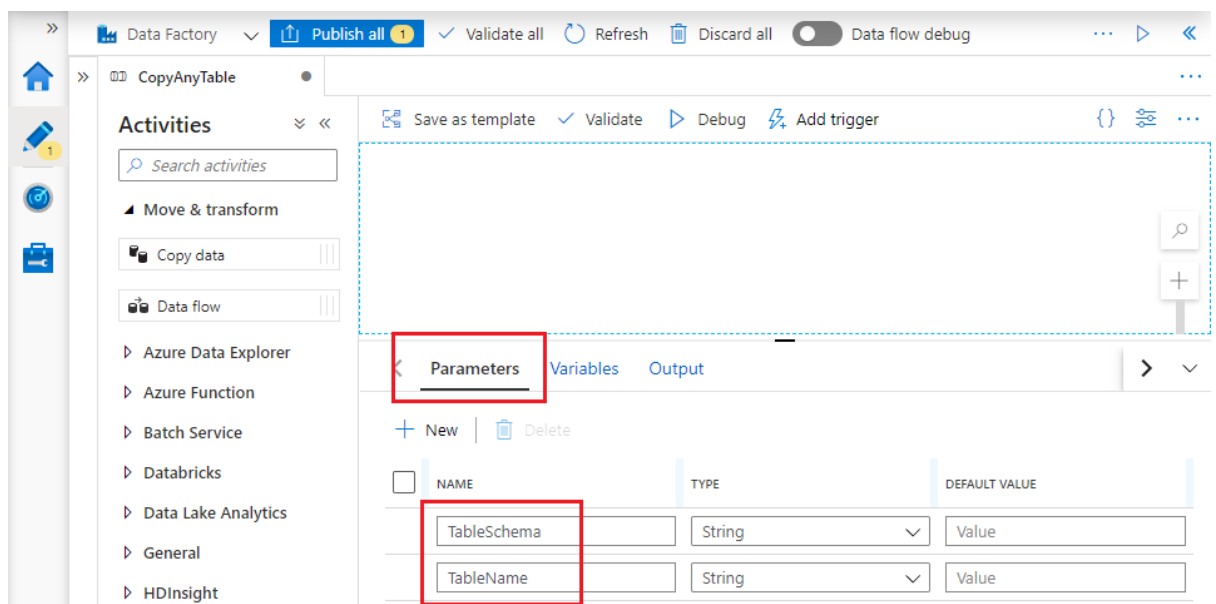 Data Factory Publish all 1 Validate all Refresh Discard all Data flow debug
CopyAnyTable
Activities
Save as template Validate Debug Add trigger {}
1
Search activities
Move & transform
Copy data
Data flow
Azure Data Explorer
Parameters Variables Output
Azure Function
New Delete
Batch Service
Databricks
NAME TYPE DEFAULT VALUE
Data Lake Analytics
TableSchema String Value
General
TableName String Value
HDInsight